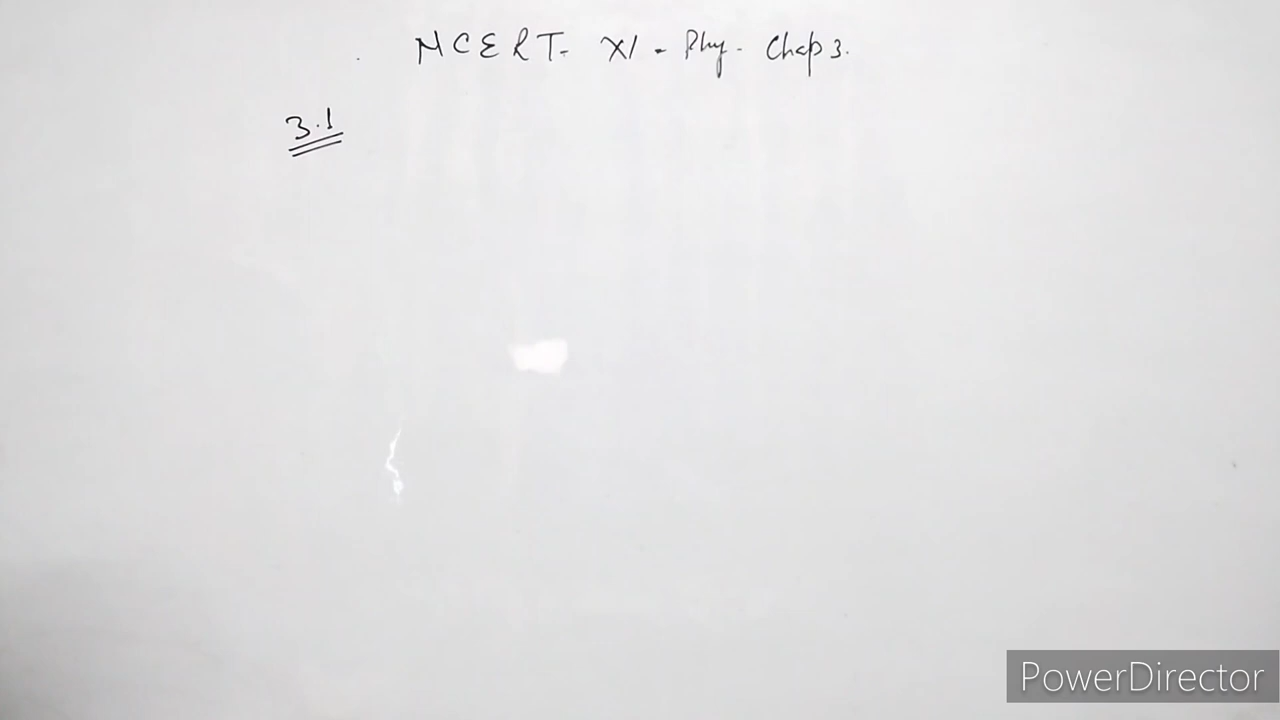 NCERT- XI - Phy - Chap 3.
3.1
PowerDirector